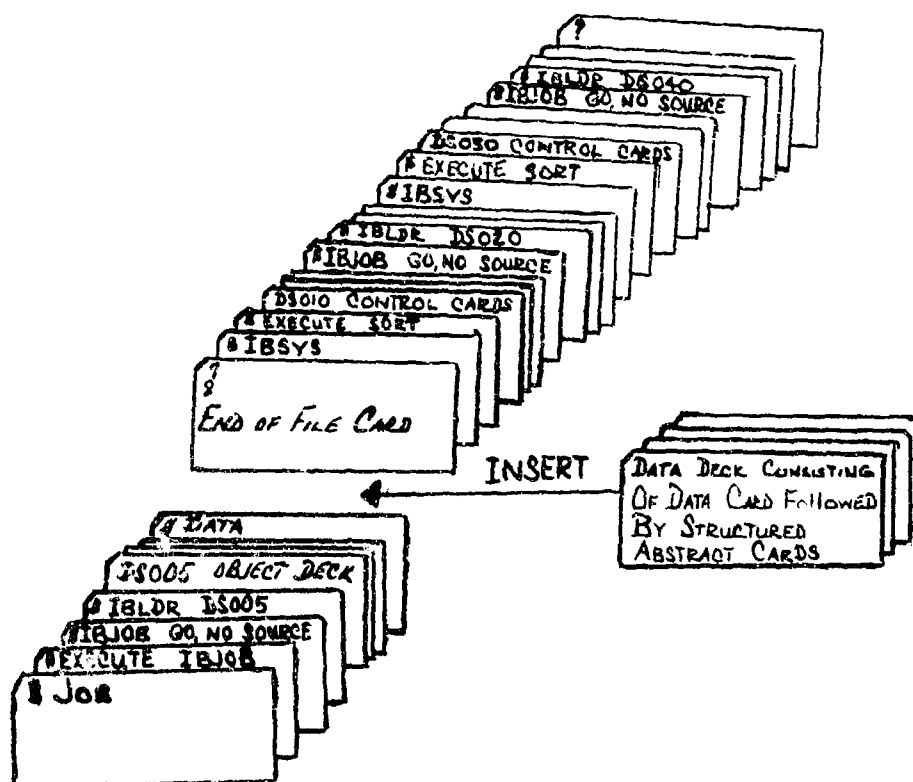 9
$ IBLDR DS040
$IBJOB GO, NO SOURCE
DS030 CONTROL CARDS
$ EXECUTE SORT
$IBSYS
$ IBLDR DS020
$IBJOB GO, NO SOURCE
DS010 CONTROL CARDS
$ EXECUTE SORT
$ IBSYS
7
8
END OF FILE CARD
INSERT
DATA DECK CONSISTING
OF DATA CARD FOLLOWED
BY STRUCTURED
ABSTRACT CARDS
$ DATA
DS005 OBJECT DECK
$ IBLDR DS005
$IBJOB GO, NO SOURCE
$EXECUTE IBJOB
$ JOB